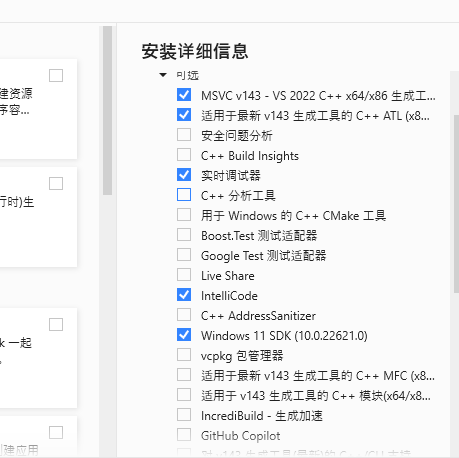 安装详细信息
可选
MSVC v143 - VS 2022 C++ x64/x86 生成工...
适用于最新 v143 生成工具的 C++ ATL (x8...
安全问题分析
C++ Build Insights
实时调试器
C++ 分析工具
用于 Windows 的 C++ CMake 工具
Boost.Test 测试适配器
Google Test 测试适配器
Live Share
IntelliCode
C++ AddressSanitizer
Windows 11 SDK (10.0.22621.0)
vcpkg 包管理器
适用于最新 v143 生成工具的 C++ MFC (x8...
适用于 v143 生成工具的 C++ 模块(x64/x8...
IncrediBuild - 生成加速
GitHub Copilot
建资源
序容...
行时)生
k 一起
创建应用